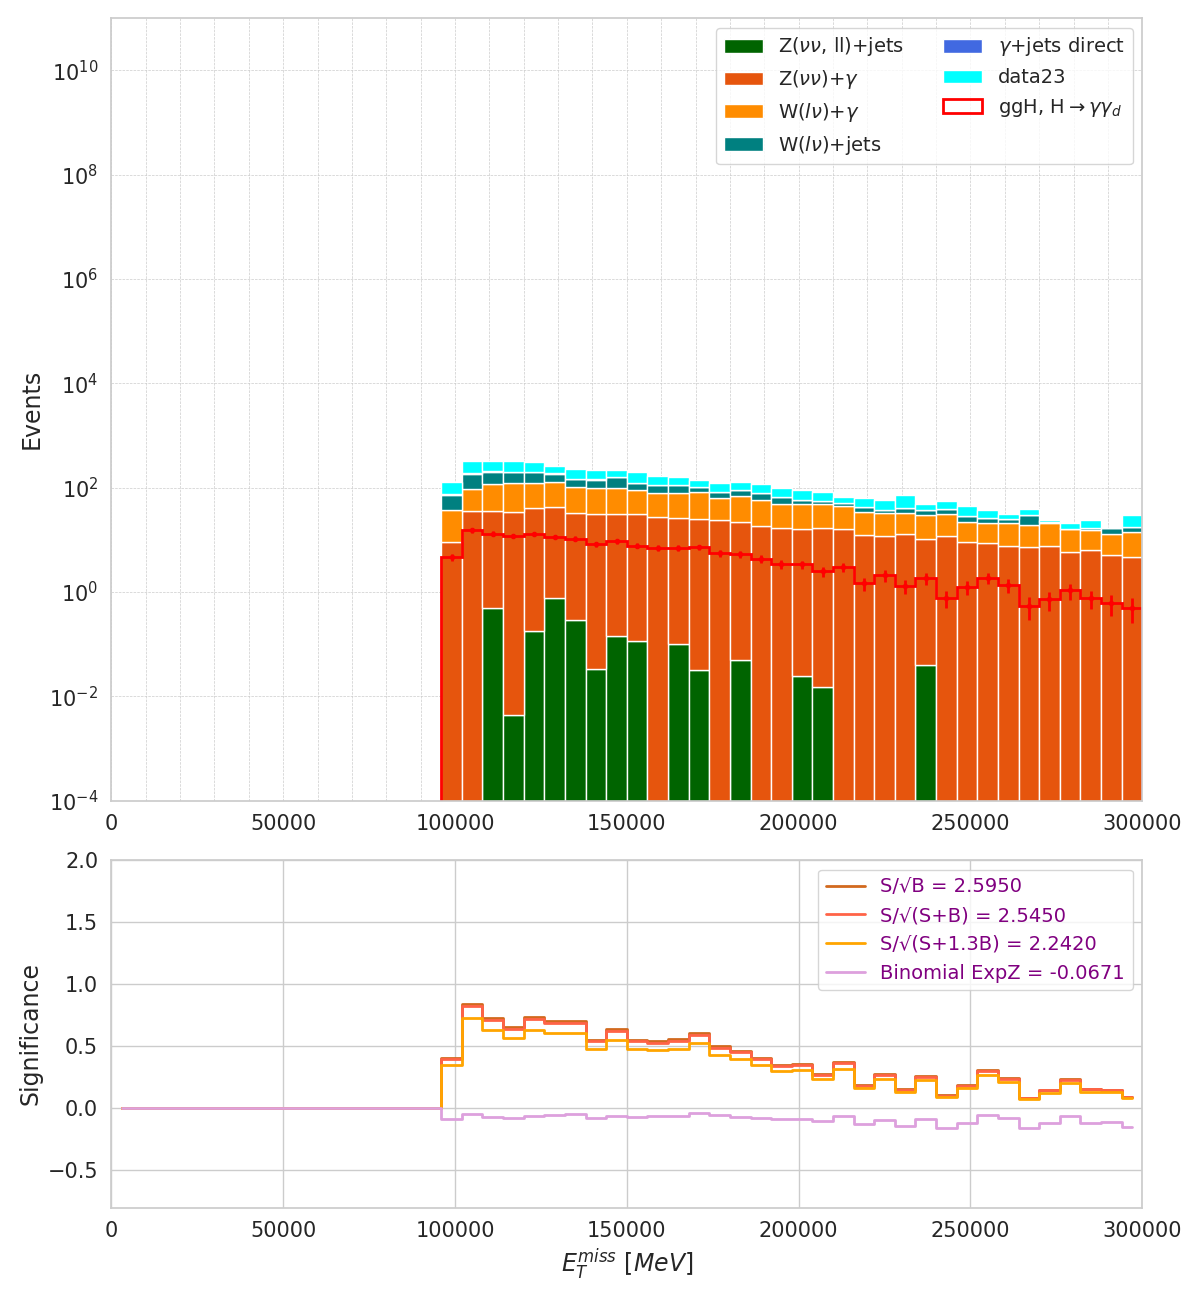 Z(νν, ll)+jets
Z(νν)+γ
W(lν)+γ
W(lν)+jets
γ+jets direct
data23
ggH, H→γγ_d
Events
10^10
10^8
10^6
10^4
10^2
10^0
10^−2
10^−4
0 50000 100000 150000 200000 250000 300000
S/√B = 2.5950
S/√(S+B) = 2.5450
S/√(S+1.3B) = 2.2420
Binomial ExpZ = -0.0671
Significance
2.0
1.5
1.0
0.5
0.0
−0.5
0 50000 100000 150000 200000 250000 300000
E_T^miss [MeV]